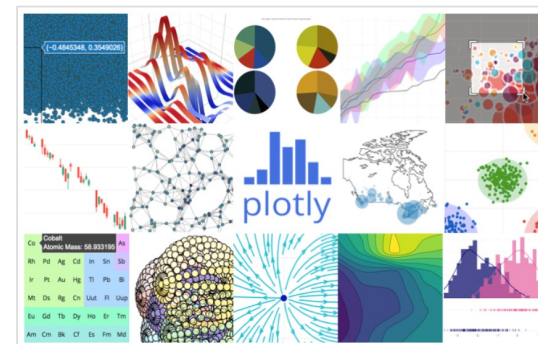 (−0.4845348, 0.3549026)
plotly
Cobalt
Atomic Mass: 58.933195
Co As
Rh Pd Ag Cd In Sn Sb
Ir Pt Au Hg Tl Pb Bi
Mt Ds Rg Cn Uut Fl Uup
Eu Gd Tb Dy Ho Er Tm
Am Cm Bk Cf Es Fm Md